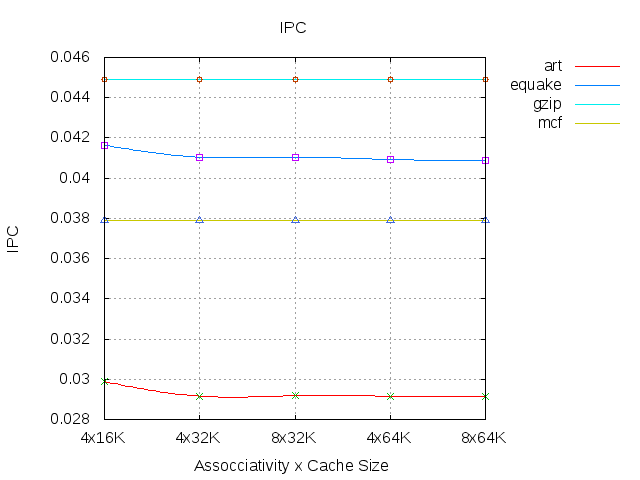 IPC
0.046
0.044
0.042
0.04
0.038
0.036
0.034
0.032
0.03
0.028
IPC
4x16K 4x32K 8x32K 4x64K 8x64K
Assocciativity x Cache Size
art
equake
gzip
mcf